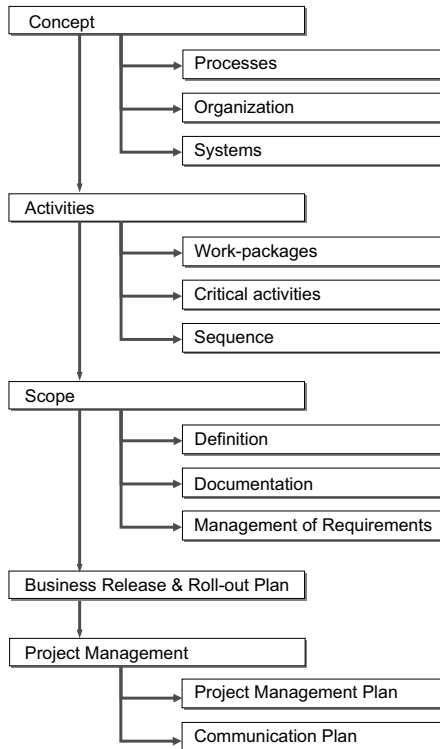 Concept
Processes
Organization
Systems
Activities
Work-packages
Critical activities
Sequence
Scope
Definition
Documentation
Management of Requirements
Business Release & Roll-out Plan
Project Management
Project Management Plan
Communication Plan